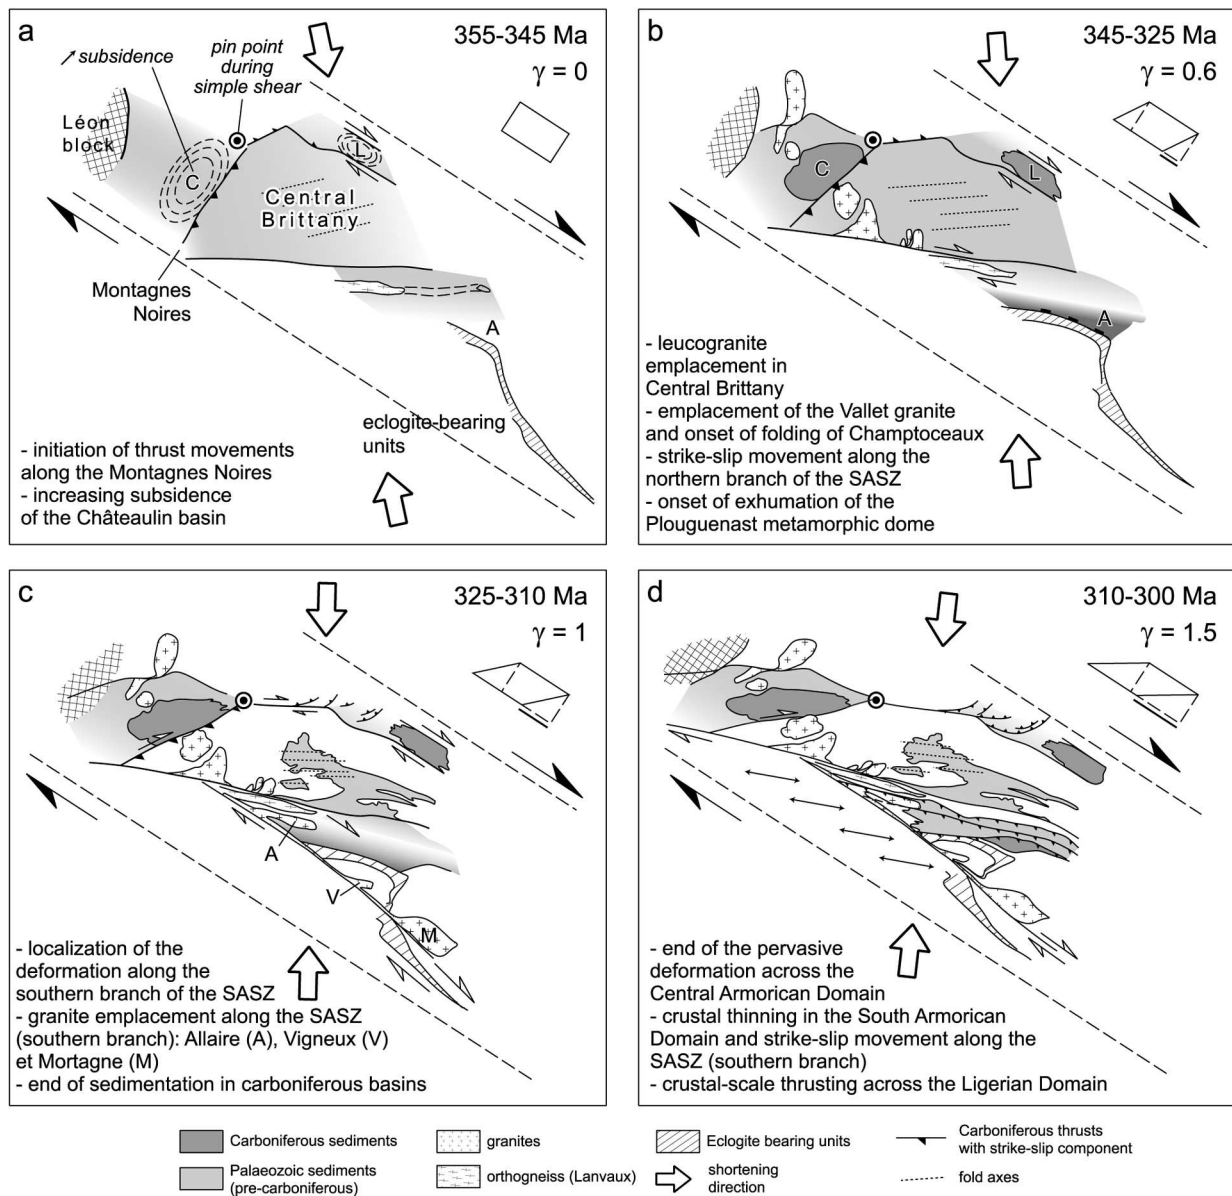 a
355-345 Ma
γ = 0
↗ subsidence
pin point
during
simple shear
Léon
block
C
L
Central
Brittany
Montagnes
Noires
A
eclogite-bearing
units
- initiation of thrust movements
along the Montagnes Noires
- increasing subsidence
of the Châteaulin basin
b
345-325 Ma
γ = 0.6
C
L
A
- leucogranite
emplacement in
Central Brittany
- emplacement of the Vallet granite
and onset of folding of Champtoceaux
- strike-slip movement along the
northern branch of the SASZ
- onset of exhumation of the
Plouguenast metamorphic dome
c
325-310 Ma
γ = 1
A
V
M
- localization of the
deformation along the
southern branch of the SASZ
- granite emplacement along the SASZ
(southern branch): Allaire (A), Vigneux (V)
et Mortagne (M)
- end of sedimentation in carboniferous basins
d
310-300 Ma
γ = 1.5
- end of the pervasive
deformation across the
Central Armorican Domain
- crustal thinning in the South Armorican
Domain and strike-slip movement along the
SASZ (southern branch)
- crustal-scale thrusting across the Ligerian Domain
Carboniferous sediments
Palaeozoic sediments
(pre-carboniferous)
granites
orthogneiss (Lanvaux)
Eclogite bearing units
shortening
direction
Carboniferous thrusts
with strike-slip component
fold axes